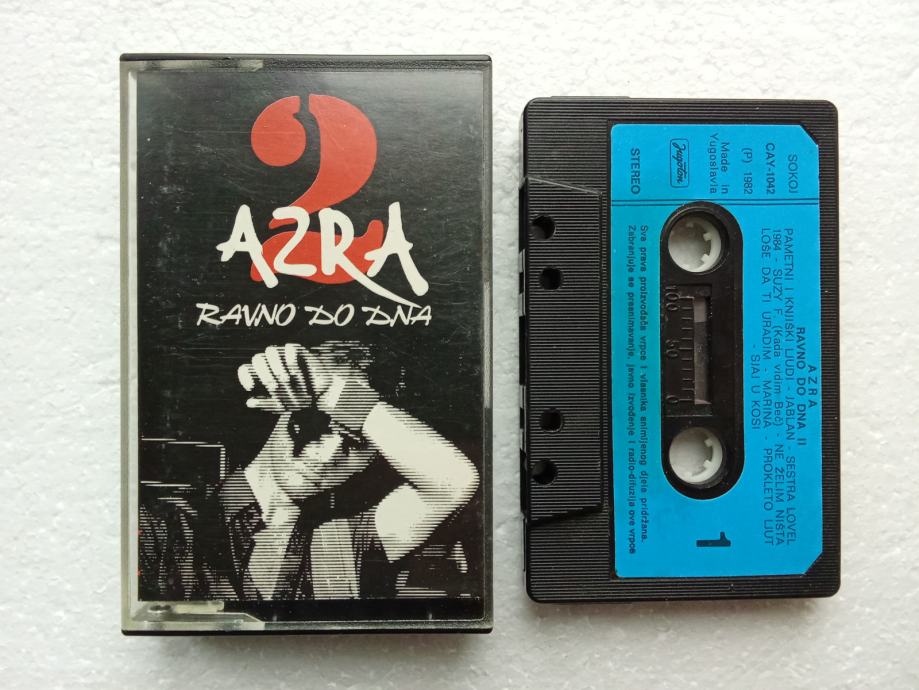 2
AZRA
RAVNO DO DNA
SOKOJ
CAY-1042
(P) 1982
Made in
Yugoslavia
Jugoton
STEREO
AZRA
RAVNO DO DNA II
PAMETNI I KNJIŠKI LJUDI - JABLAN - SESTRA LOVEL
1984 - SUZY F. (Kada vidim Beč) - NE ŽELIM NIŠTA
LOŠE DA TI URADIM - MARINA - PROKLETO LJUT
- SJAJ U KOSI
1
100 50 0
Sva prava proizvođača vrpce i vlasnika snimljenog djela pridržana.
Zabranjuje se presnimavanje, javno izvođenje i radio-difuzija ove vrpce